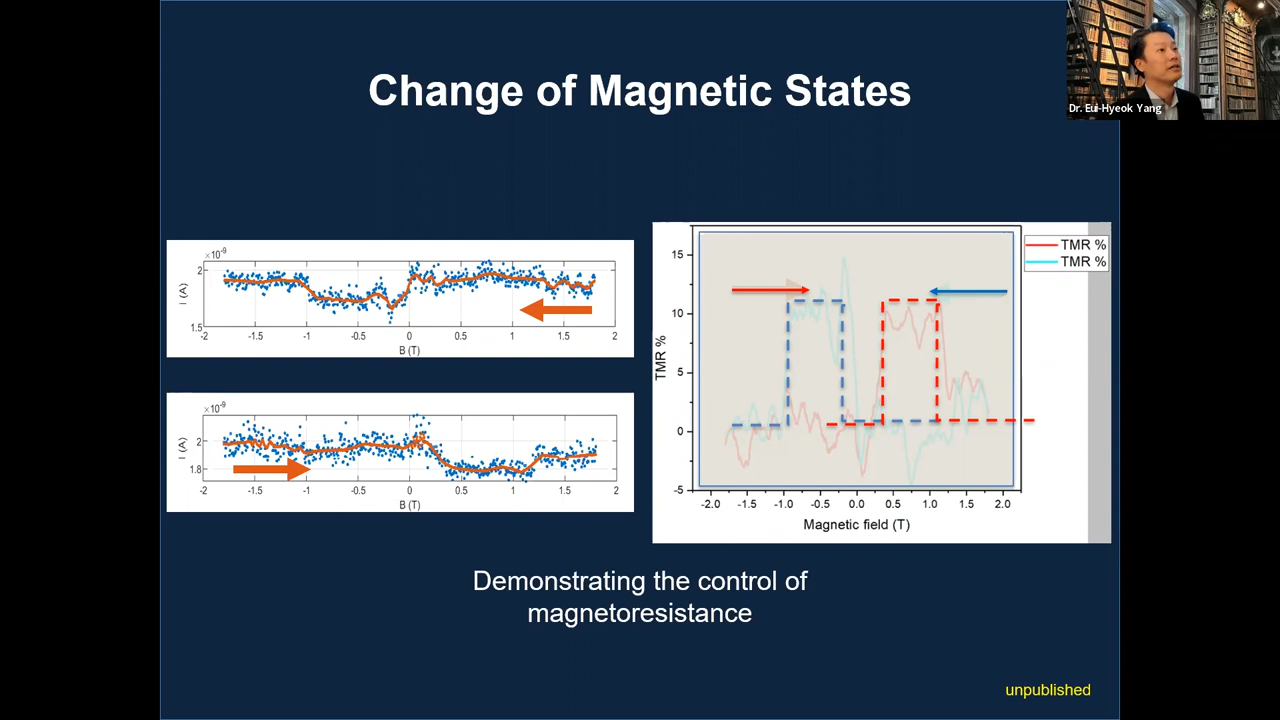 Dr. Eui-Hyeok Yang
Change of Magnetic States
×10⁻⁹
2
1.5
I (A)
-2 -1.5 -1 -0.5 0 0.5 1 1.5 2
B (T)
×10⁻⁹
2
1.8
I (A)
-2 -1.5 -1 -0.5 0 0.5 1 1.5 2
B (T)
TMR %
TMR %
15
10
5
0
-5
TMR %
-2.0 -1.5 -1.0 -0.5 0.0 0.5 1.0 1.5 2.0
Magnetic field (T)
Demonstrating the control of
magnetoresistance
unpublished